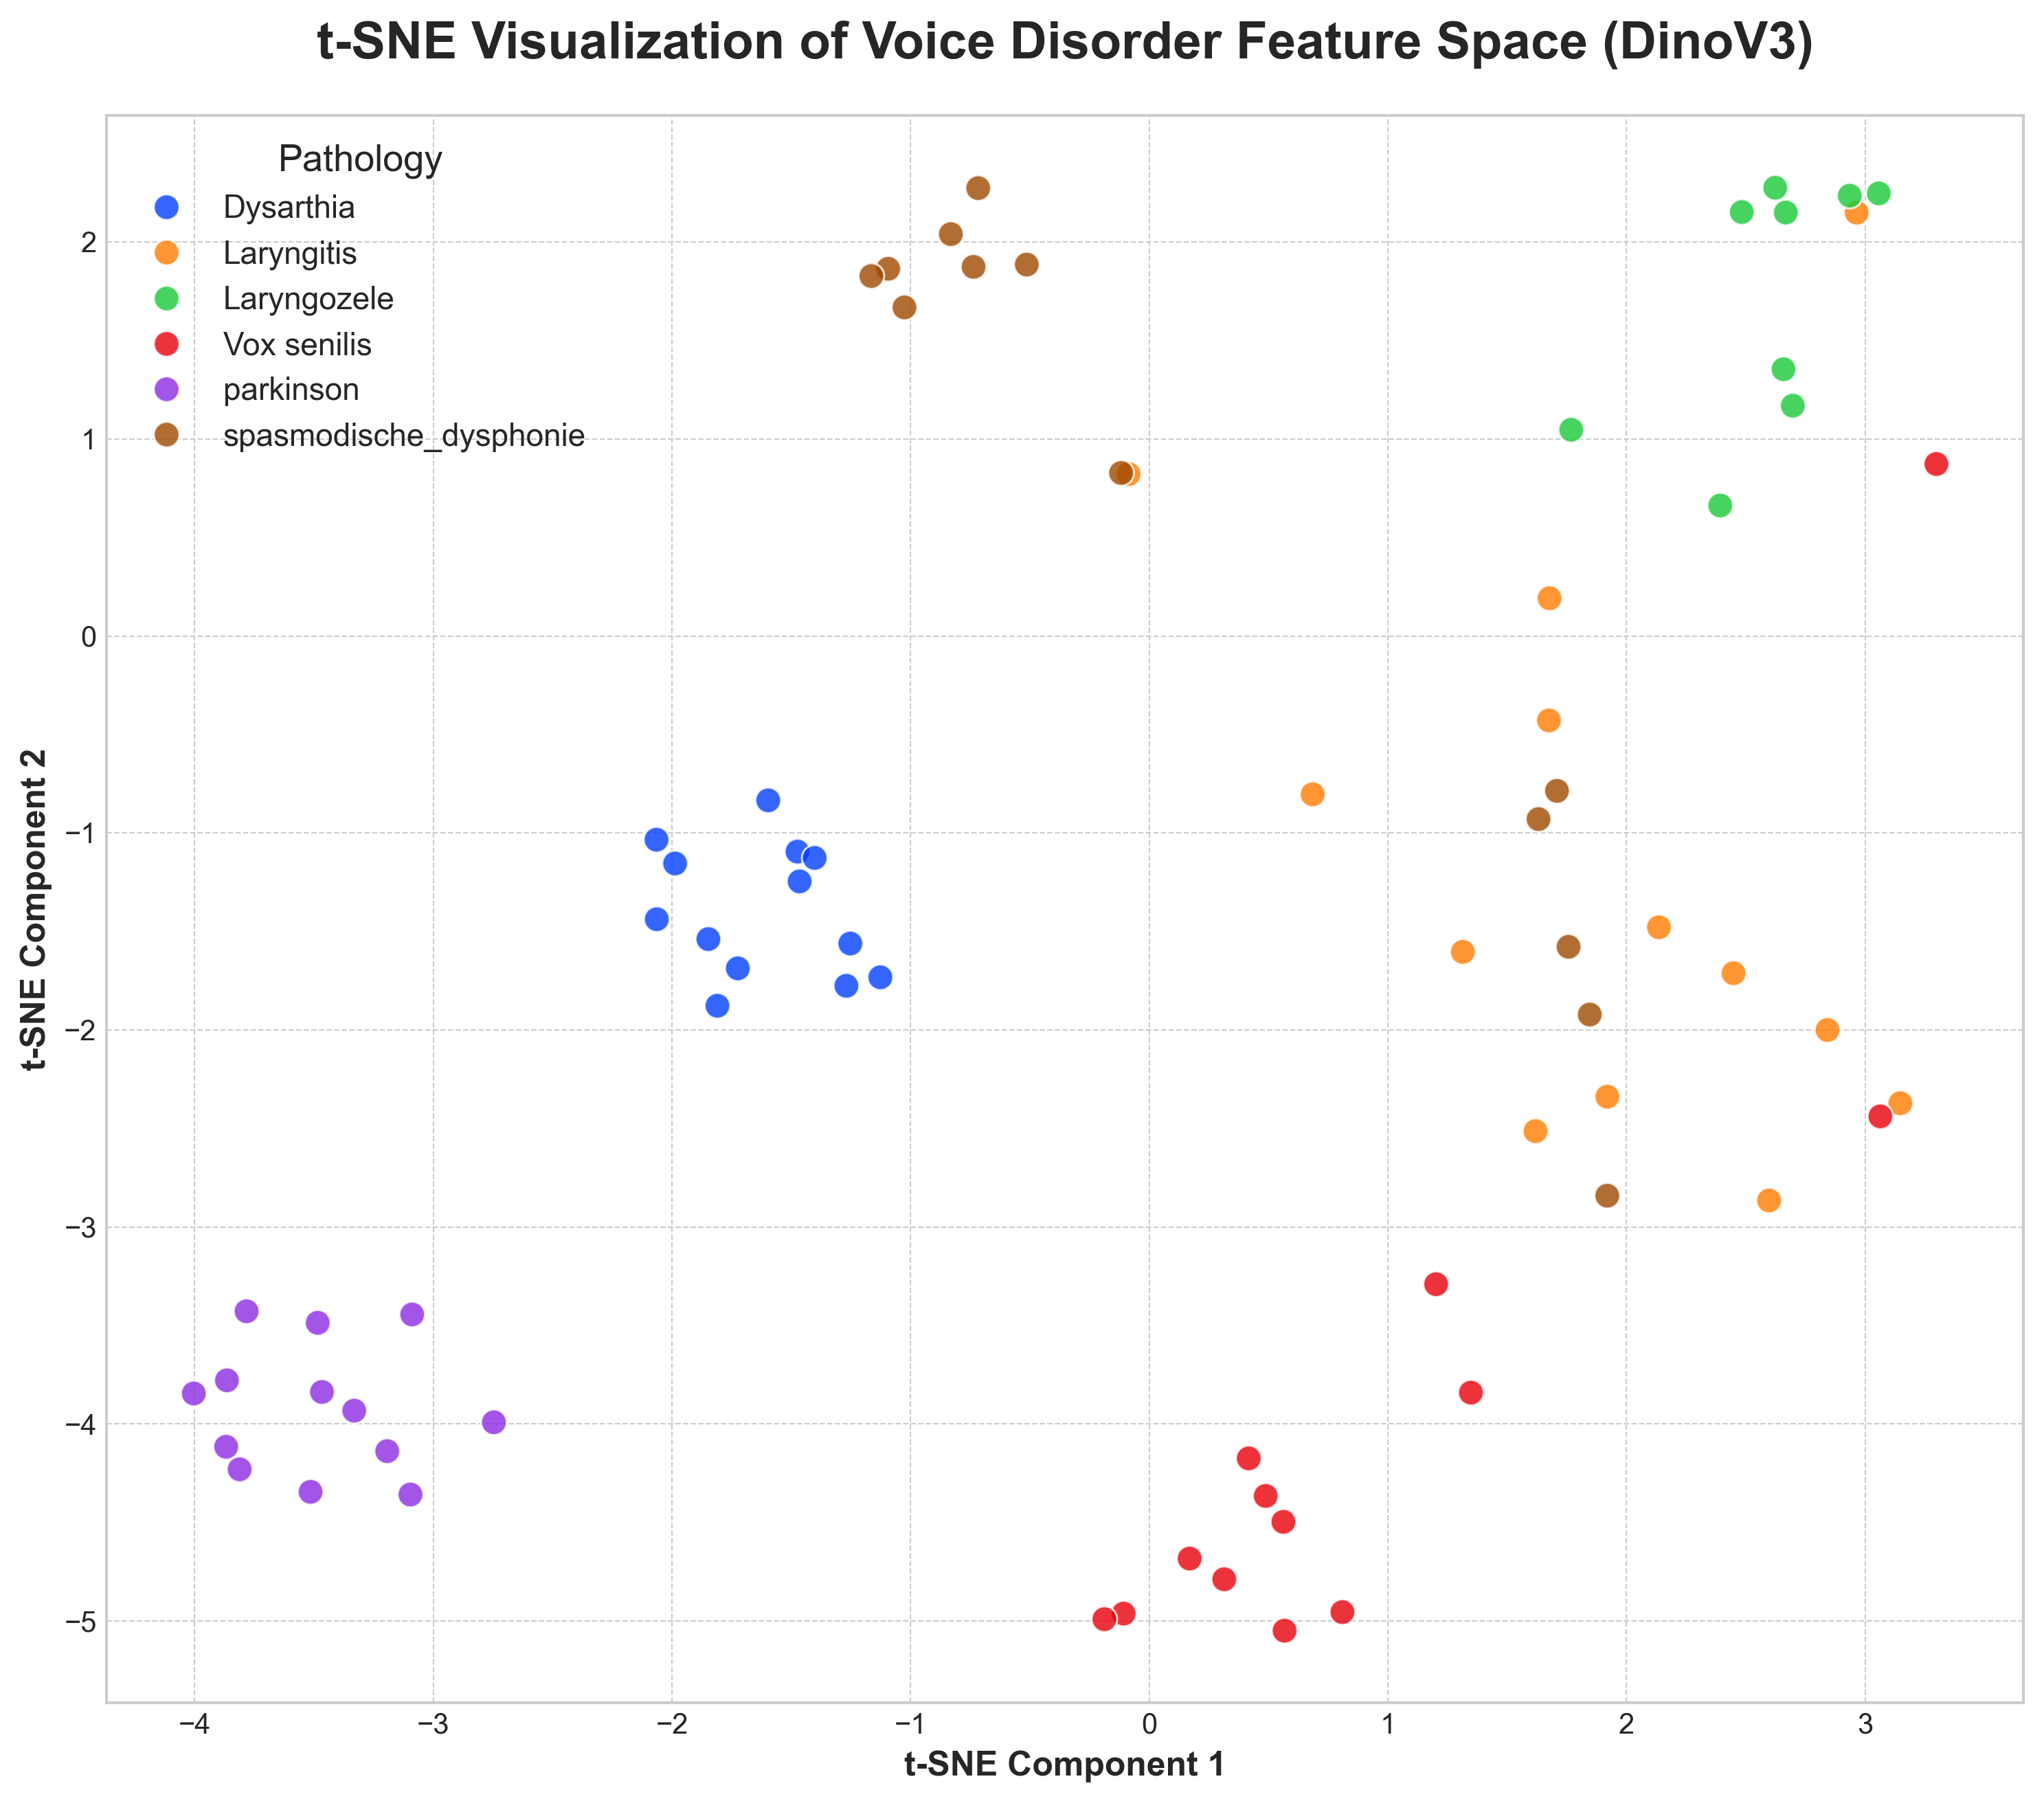 t-SNE Visualization of Voice Disorder Feature Space (DinoV3)
Pathology
Dysarthia
Laryngitis
Laryngozele
Vox senilis
parkinson
spasmodische_dysphonie
2
1
0
−1
−2
−3
−4
−5
t-SNE Component 2
−4 −3 −2 −1 0 1 2 3
t-SNE Component 1